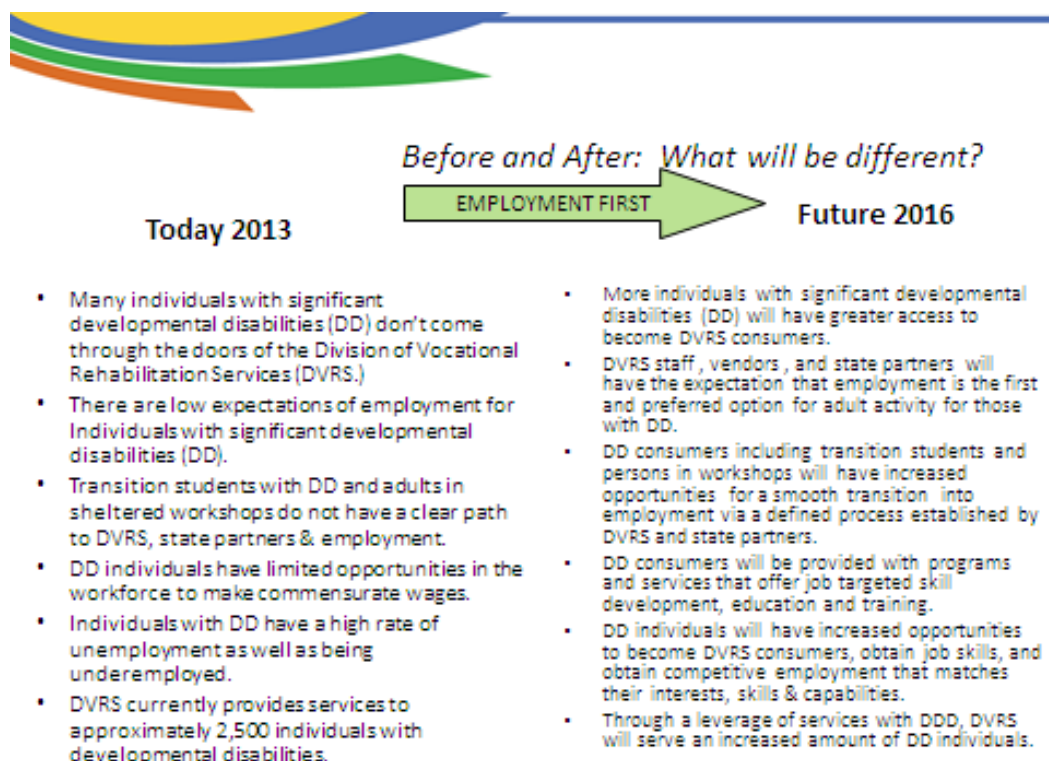 Before and After: What will be different?
EMPLOYMENT FIRST
Today 2013
Future 2016
• Many individuals with significant
developmental disabilities (DD) don't come
through the doors of the Division of Vocational
Rehabilitation Services (DVRS.)
• There are low expectations of employment for
Individuals with significant developmental
disabilities (DD).
• Transition students with DD and adults in
sheltered workshops do not have a clear path
to DVRS, state partners & employment.
• DD individuals have limited opportunities in the
workforce to make commensurate wages.
• Individuals with DD have a high rate of
unemployment as well as being
underemployed.
• DVRS currently provides services to
approximately 2,500 individuals with
developmental disabilities.
• More individuals with significant developmental
disabilities (DD) will have greater access to
become DVRS consumers.
• DVRS staff, vendors, and state partners will
have the expectation that employment is the first
and preferred option for adult activity for those
with DD.
• DD consumers including transition students and
persons in workshops will have increased
opportunities for a smooth transition into
employment via a defined process established by
DVRS and state partners.
• DD consumers will be provided with programs
and services that offer job targeted skill
development, education and training.
• DD individuals will have increased opportunities
to become DVRS consumers, obtain job skills, and
obtain competitive employment that matches
their interests, skills & capabilities.
• Through a leverage of services with DDD, DVRS
will serve an increased amount of DD individuals.